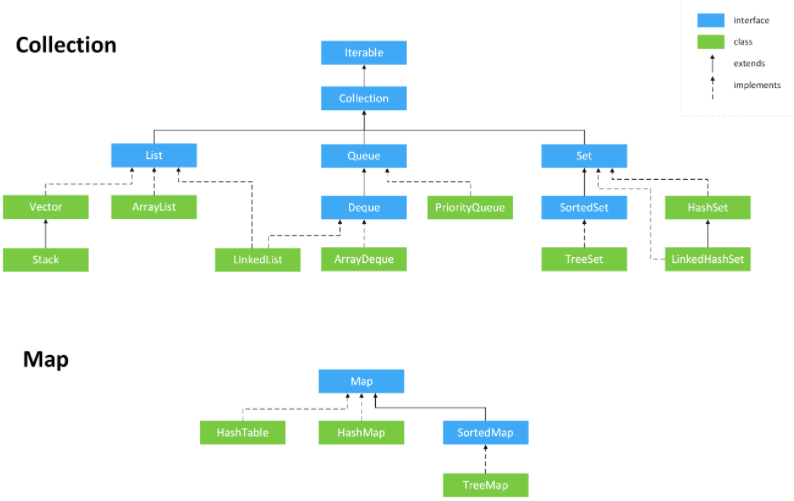 Collection
interface
class
extends
implements
Iterable
Collection
List
Queue
Set
Vector
ArrayList
Deque
PriorityQueue
SortedSet
HashSet
Stack
LinkedList
ArrayDeque
TreeSet
LinkedHashSet
Map
Map
HashTable
HashMap
SortedMap
TreeMap